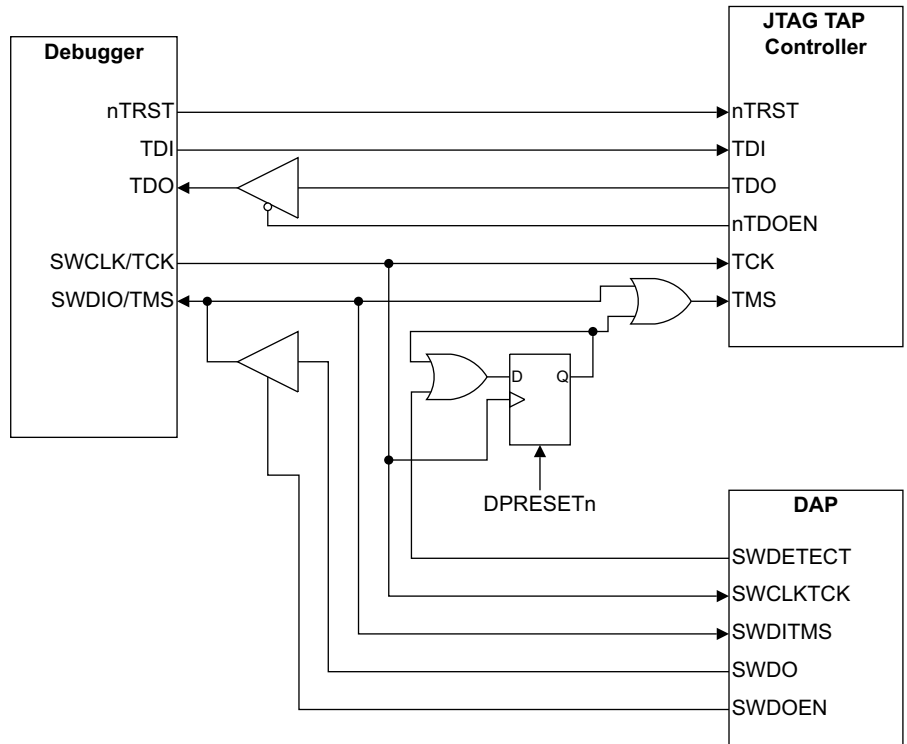 JTAG TAP
Controller
Debugger
nTRST
nTRST
TDI
TDI
TDO
TDO
nTDOEN
SWCLK/TCK
TCK
SWDIO/TMS
TMS
D
Q
DPRESETn
DAP
SWDETECT
SWCLKTCK
SWDITMS
SWDO
SWDOEN